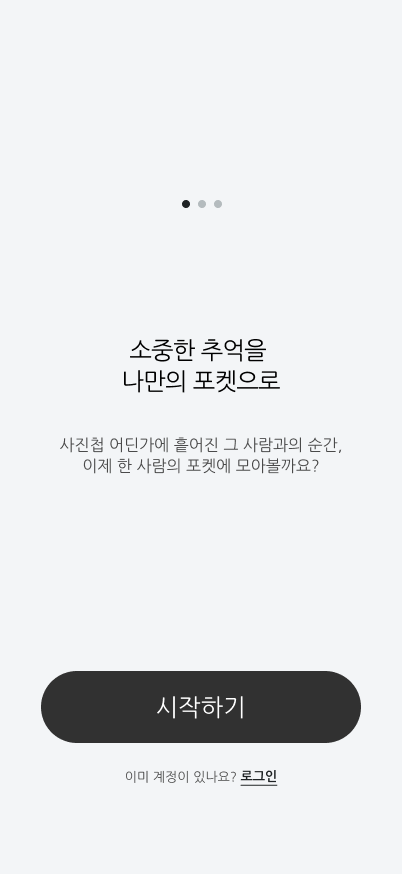 소중한 추억을
나만의 포켓으로
사진첩 어딘가에 흩어진 그 사람과의 순간,
이제 한 사람의 포켓에 모아볼까요?
시작하기
이미 계정이 있나요? 로그인